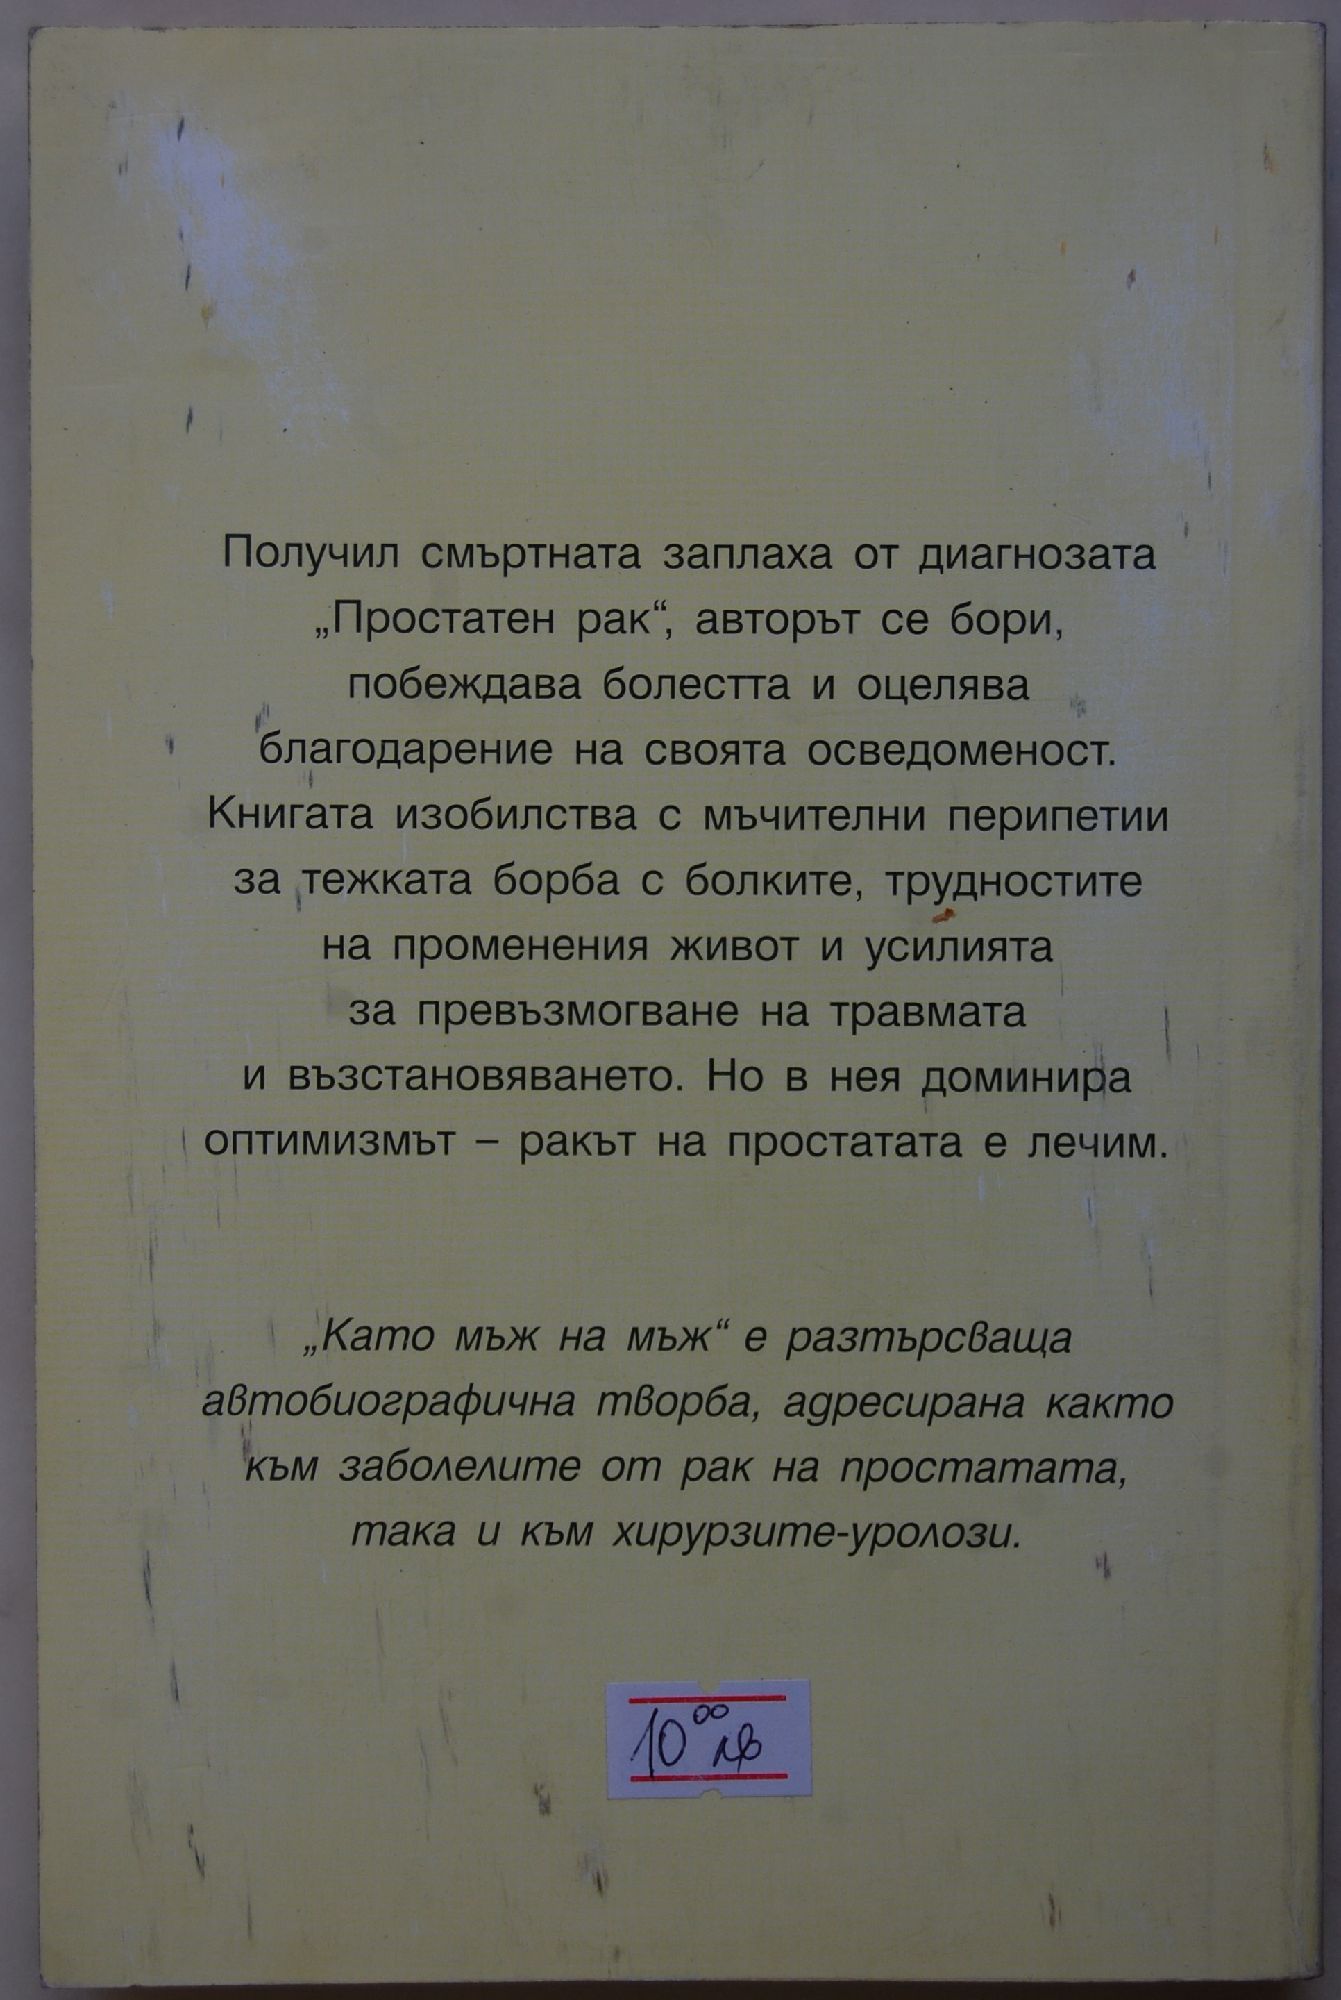 Получил смъртната заплаха от диагнозата
„Простатен рак“, авторът се бори,
побеждава болестта и оцелява
благодарение на своята осведоменост.
Книгата изобилства с мъчителни перипетии
за тежката борба с болките, трудностите
на променения живот и усилията
за превъзмогване на травмата
и възстановяването. Но в нея доминира
оптимизмът – ракът на простатата е лечим.
„Като мъж на мъж“ е разтърсваща
автобиографична творба, адресирана както
към заболелите от рак на простатата,
така и към хирурзите-уролози.
10 00 лв